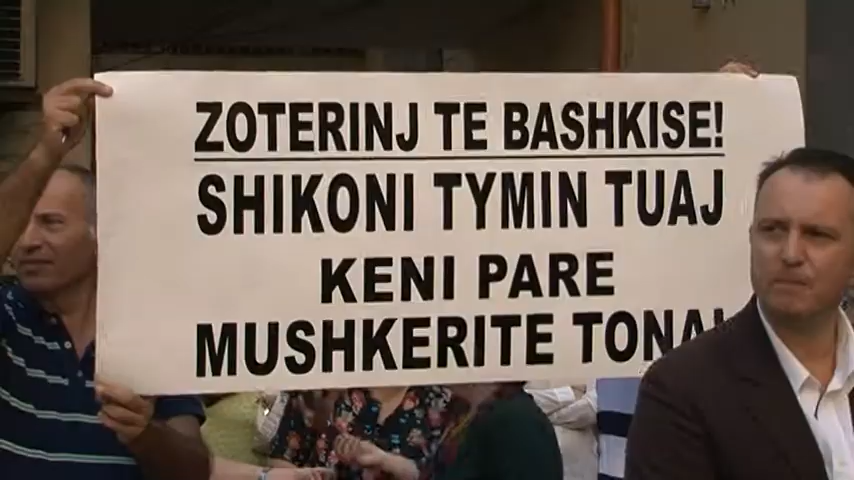 ZOTERINJ TE BASHKISE!
SHIKONI TYMIN TUAJ
KENI PARE
MUSHKERITE TONA!